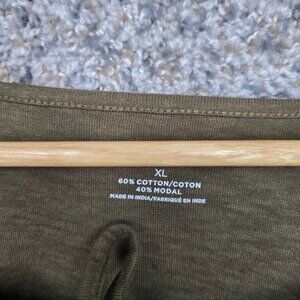 XL
60% COTTON/COTON
40% MODAL
MADE IN INDIA/FABRIQUÉ EN INDE